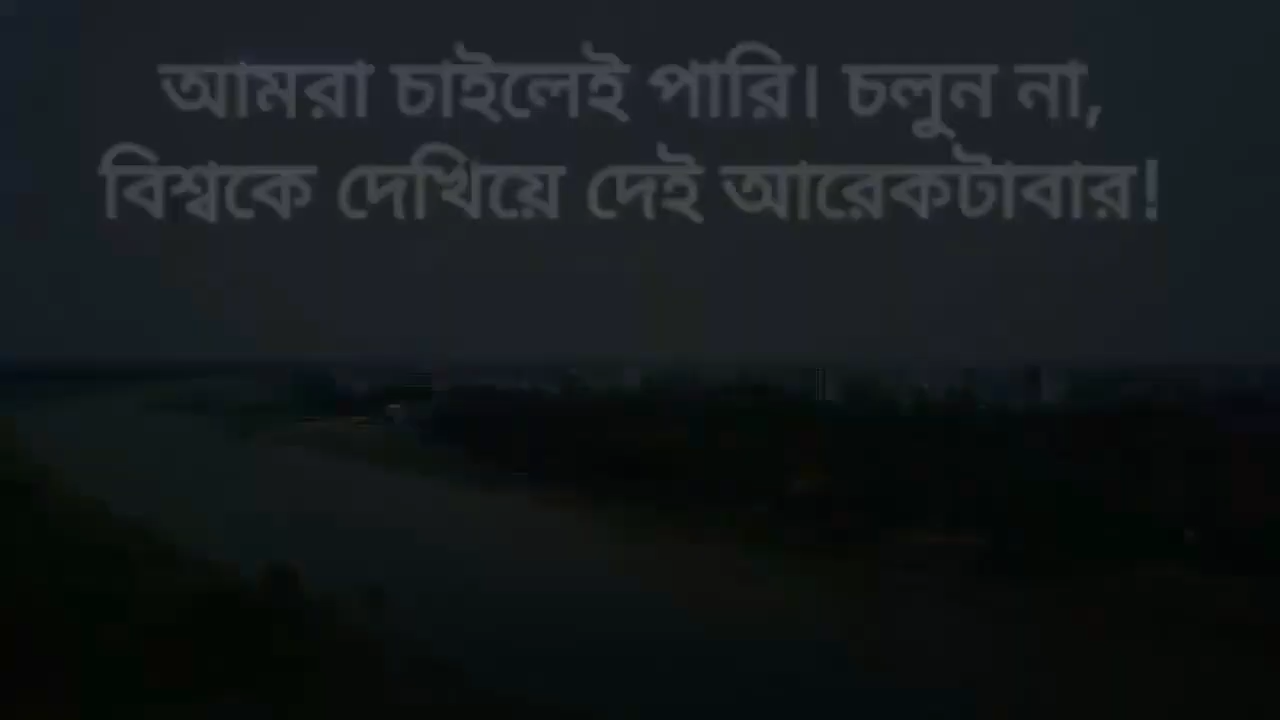 আমরা চাইলেই পারি। চলুন না,
বিশ্বকে দেখিয়ে দেই আরেকটাবার!